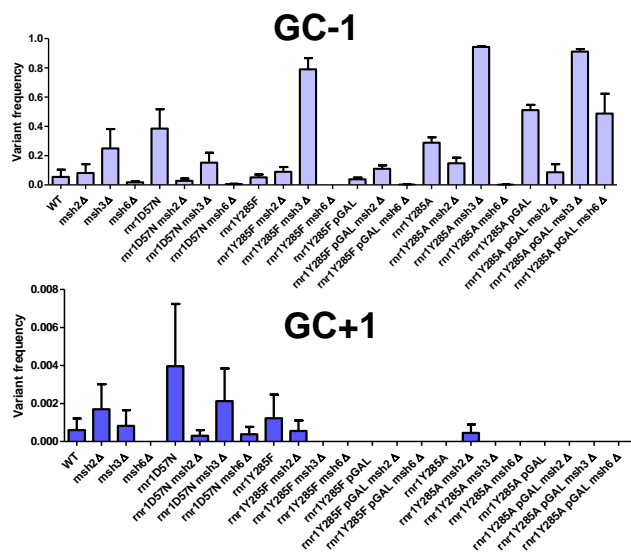 GC-1
Variant frequency
1.0
0.8
0.6
0.4
0.2
0.0
WT
msh2Δ
msh3Δ
msh6Δ
rnr1D57N
rnr1D57N msh2Δ
rnr1D57N msh3Δ
rnr1D57N msh6Δ
rnr1Y285F
rnr1Y285F msh2Δ
rnr1Y285F msh3Δ
rnr1Y285F msh6Δ
rnr1Y285F pGAL
rnr1Y285F pGAL msh2Δ
rnr1Y285F pGAL msh6Δ
rnr1Y285A
rnr1Y285A msh2Δ
rnr1Y285A msh3Δ
rnr1Y285A msh6Δ
rnr1Y285A pGAL
rnr1Y285A pGAL msh2Δ
rnr1Y285A pGAL msh3Δ
rnr1Y285A pGAL msh6Δ
GC+1
Variant frequency
0.008
0.006
0.004
0.002
0.000
WT
msh2Δ
msh3Δ
msh6Δ
rnr1D57N
rnr1D57N msh2Δ
rnr1D57N msh3Δ
rnr1D57N msh6Δ
rnr1Y285F
rnr1Y285F msh2Δ
rnr1Y285F msh3Δ
rnr1Y285F msh6Δ
rnr1Y285F pGAL
rnr1Y285F pGAL msh2Δ
rnr1Y285F pGAL msh6Δ
rnr1Y285A
rnr1Y285A msh2Δ
rnr1Y285A msh3Δ
rnr1Y285A msh6Δ
rnr1Y285A pGAL
rnr1Y285A pGAL msh2Δ
rnr1Y285A pGAL msh3Δ
rnr1Y285A pGAL msh6Δ